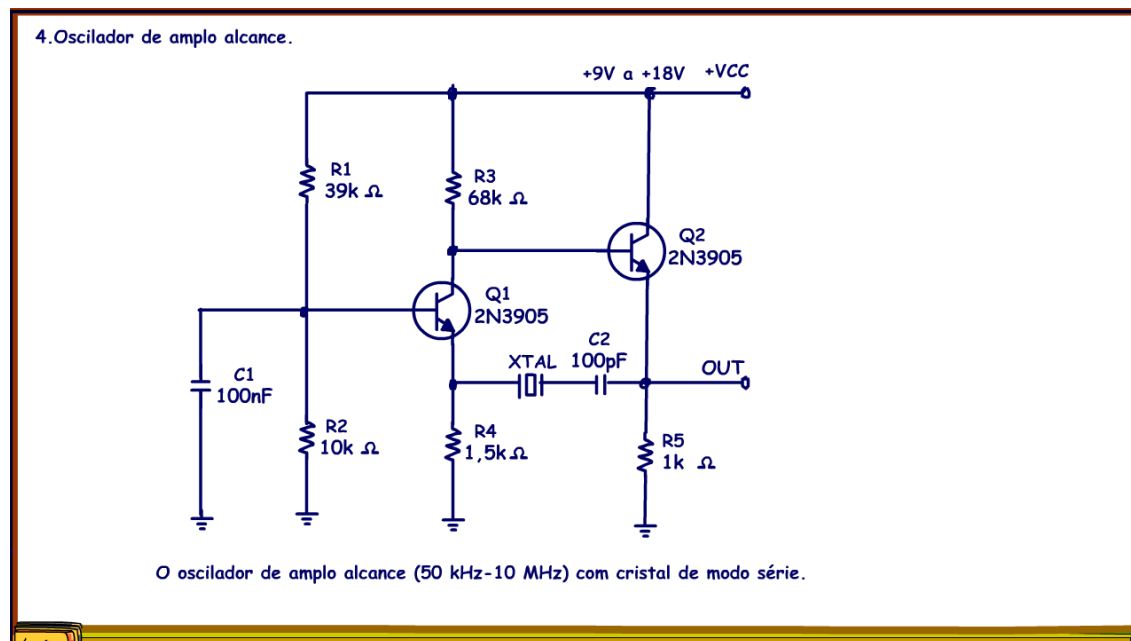 4.Oscilador de amplo alcance.
+9V a +18V +VCC
R1
39k Ω
R3
68k Ω
Q2
2N3905
Q1
2N3905
C2
100pF
XTAL
OUT
C1
100nF
R2
10k Ω
R4
1,5kΩ
R5
1k Ω
O oscilador de amplo alcance (50 kHz-10 MHz) com cristal de modo série.